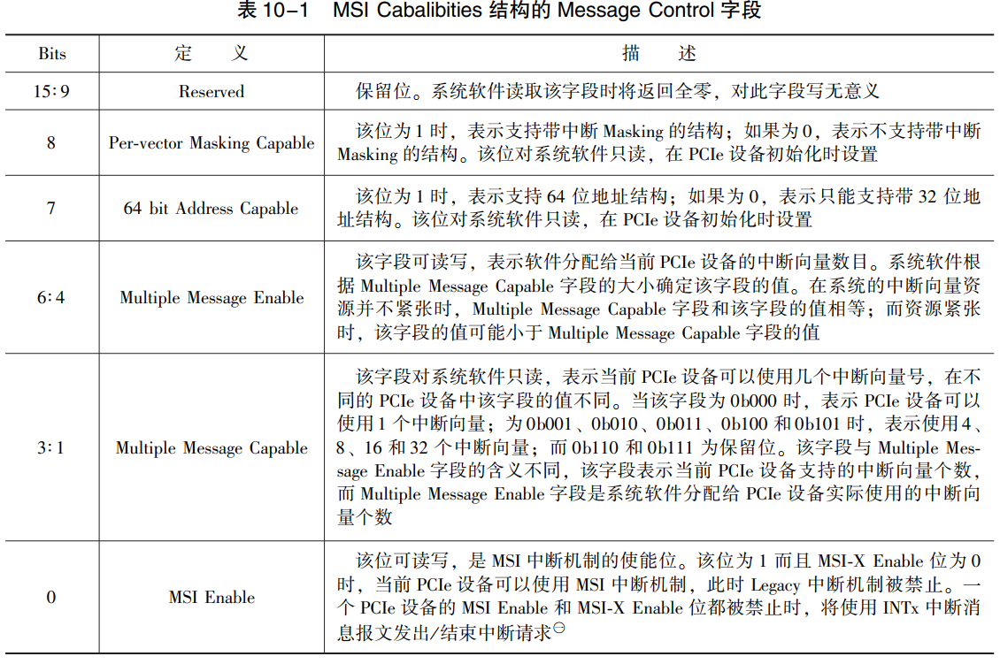 表 10-1 MSI Cabalibities 结构的 Message Control 字段
Bits 定 义 描 述
15:9 Reserved 保留位。系统软件读取该字段时将返回全零，对此字段写无意义
8 Per-vector Masking Capable 该位为 1 时，表示支持带中断 Masking 的结构；如果为 0，表示不支持带中断
Masking 的结构。该位对系统软件只读，在 PCIe 设备初始化时设置
7 64 bit Address Capable 该位为 1 时，表示支持 64 位地址结构；如果为 0，表示只能支持带 32 位地
址结构。该位对系统软件只读，在 PCIe 设备初始化时设置
6:4 Multiple Message Enable 该字段可读写，表示软件分配给当前 PCIe 设备的中断向量数目。系统软件根
据 Multiple Message Capable 字段的大小确定该字段的值。在系统的中断向量资
源并不紧张时，Multiple Message Capable 字段和该字段的值相等；而资源紧张
时，该字段的值可能小于 Multiple Message Capable 字段的值
3:1 Multiple Message Capable 该字段对系统软件只读，表示当前 PCIe 设备可以使用几个中断向量号，在不
同的 PCIe 设备中该字段的值不同。当该字段为 0b000 时，表示 PCIe 设备可以
使用 1 个中断向量；为 0b001、0b010、0b011、0b100 和 0b101 时，表示使用 4、
8、16 和 32 个中断向量；而 0b110 和 0b111 为保留位。该字段与 Multiple Mes-
sage Enable 字段的含义不同，该字段表示当前 PCIe 设备支持的中断向量个数，
而 Multiple Message Enable 字段是系统软件分配给 PCIe 设备实际使用的中断向
量个数
0 MSI Enable 该位可读写，是 MSI 中断机制的使能位。该位为 1 而且 MSI-X Enable 位为 0
时，当前 PCIe 设备可以使用 MSI 中断机制，此时 Legacy 中断机制被禁止。一
个 PCIe 设备的 MSI Enable 和 MSI-X Enable 位都被禁止时，将使用 INTx 中断消
息报文发出/结束中断请求㊀